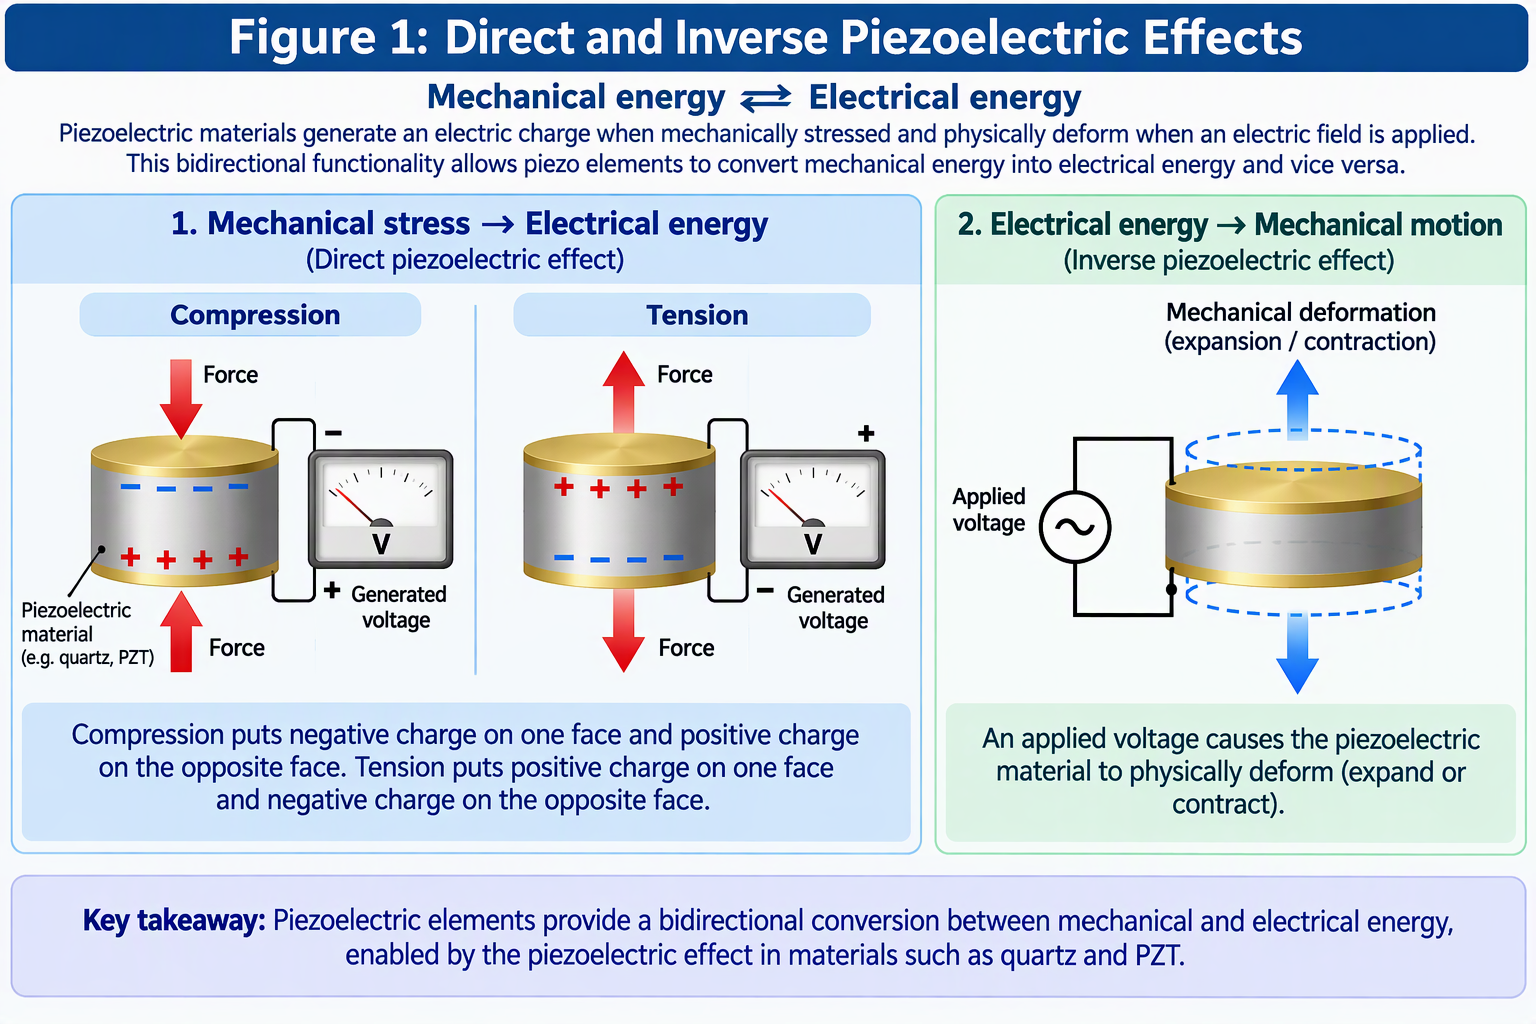 Figure 1: Direct and Inverse Piezoelectric Effects
Mechanical energy ⇌ Electrical energy
Piezoelectric materials generate an electric charge when mechanically stressed and physically deform when an electric field is applied.
This bidirectional functionality allows piezo elements to convert mechanical energy into electrical energy and vice versa.
1. Mechanical stress → Electrical energy
(Direct piezoelectric effect)
Compression
Force
−
− − − −
+ + + +
V
+ Generated
voltage
Piezoelectric
material
(e.g. quartz, PZT)
Force
Tension
Force
+
+ + + +
− − − −
V
− Generated
voltage
Force
Compression puts negative charge on one face and positive charge
on the opposite face. Tension puts positive charge on one face
and negative charge on the opposite face.
2. Electrical energy → Mechanical motion
(Inverse piezoelectric effect)
Mechanical deformation
(expansion / contraction)
Applied
voltage
An applied voltage causes the piezoelectric
material to physically deform (expand or
contract).
Key takeaway: Piezoelectric elements provide a bidirectional conversion between mechanical and electrical energy,
enabled by the piezoelectric effect in materials such as quartz and PZT.